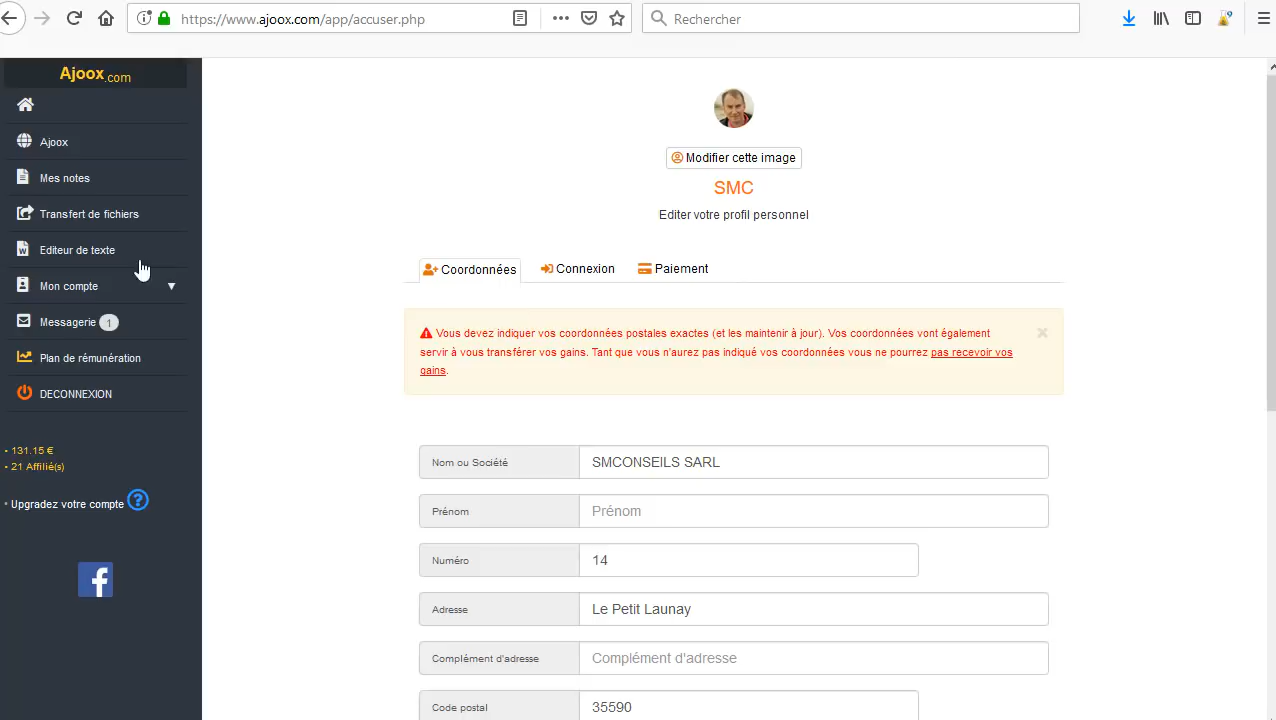 https://www.ajoox.com/app/accuser.php
Rechercher
Ajoox.com
Ajoox
Mes notes
Transfert de fichiers
Editeur de texte
Mon compte
Messagerie 1
Plan de rémunération
DECONNEXION
131.15 €
21 Affilié(s)
Upgradez votre compte
Modifier cette image
SMC
Editer votre profil personnel
Coordonnées Connexion Paiement
Vous devez indiquer vos coordonnées postales exactes (et les maintenir à jour). Vos coordonnées vont également
servir à vous transférer vos gains. Tant que vous n'aurez pas indiqué vos coordonnées vous ne pourrez pas recevoir vos
gains.
Nom ou Société SMCONSEILS SARL
Prénom Prénom
Numéro 14
Adresse Le Petit Launay
Complément d'adresse Complément d'adresse
Code postal 35590